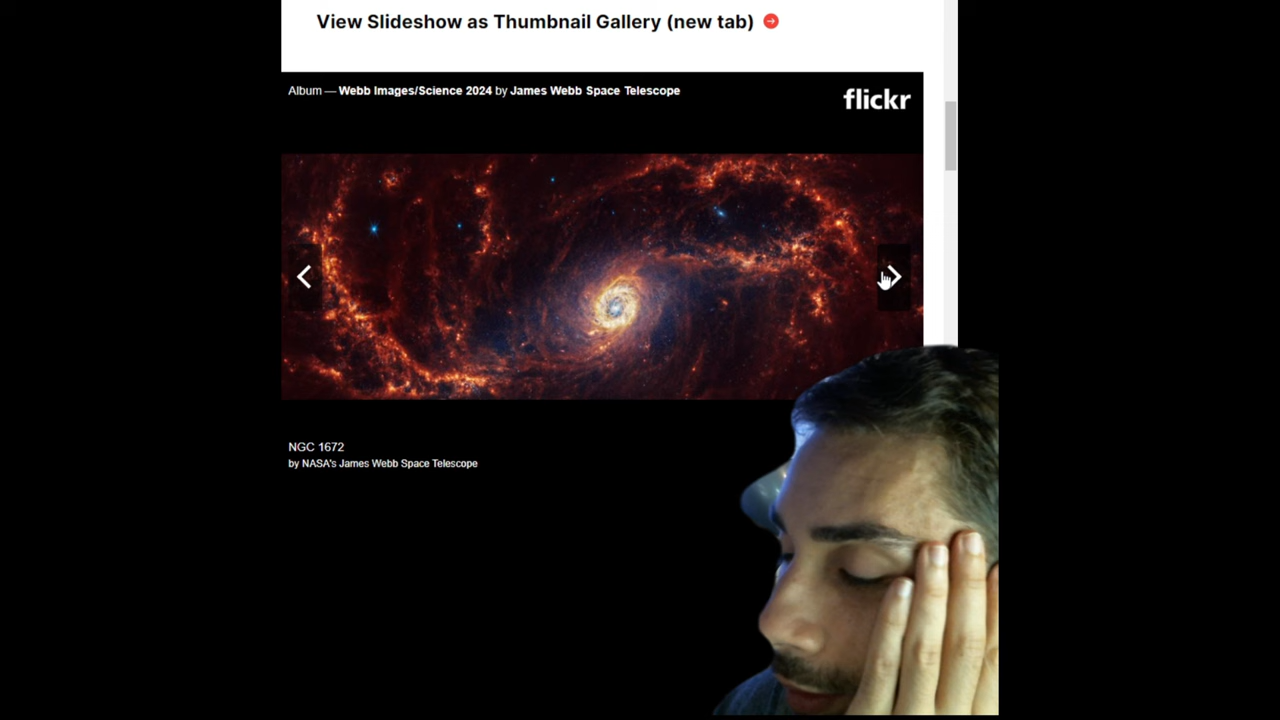 View Slideshow as Thumbnail Gallery (new tab)
Album — Webb Images/Science 2024 by James Webb Space Telescope
flickr
NGC 1672
by NASA's James Webb Space Telescope